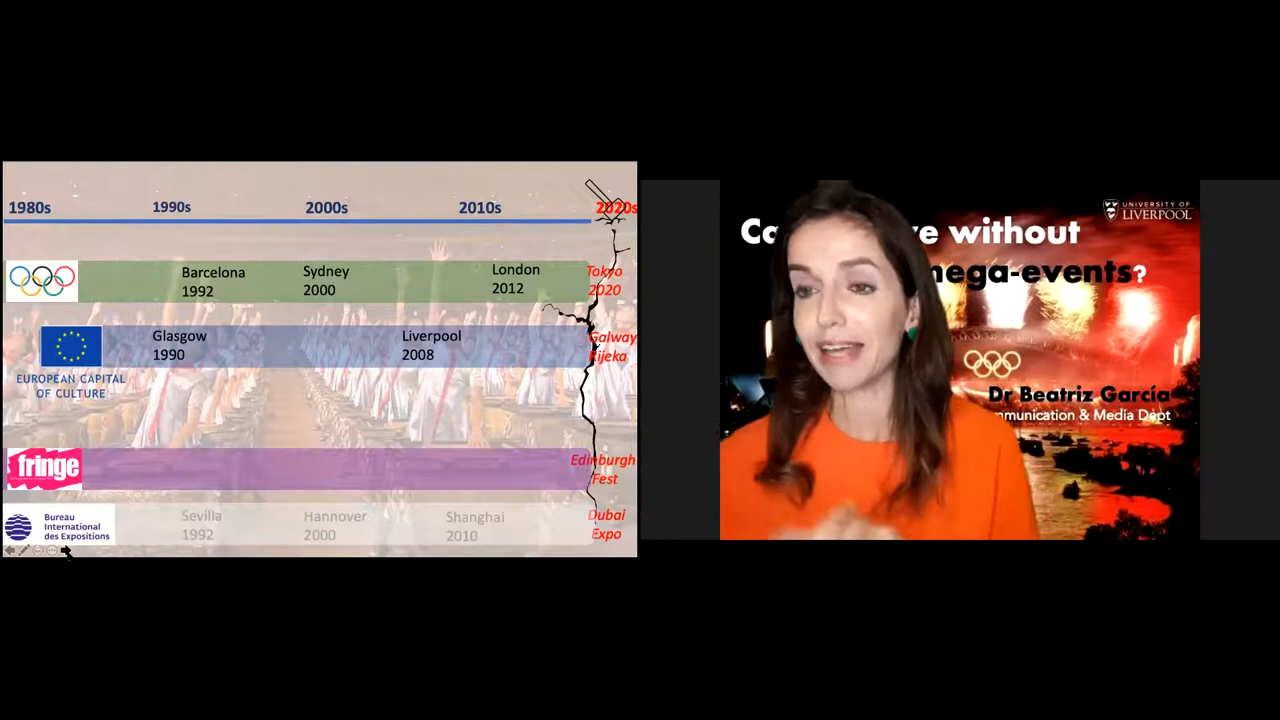 1980s
1990s
2000s
2010s
2020s
Barcelona
1992
Sydney
2000
London
2012
Tokyo
2020
Glasgow
1990
Liverpool
2008
Galway
Rijeka
EUROPEAN CAPITAL
OF CULTURE
fringe
Edinburgh
Fest
Bureau
International
des Expositions
Sevilla
1992
Hannover
2000
Shanghai
2010
Dubai
Expo
UNIVERSITY OF
LIVERPOOL
without
mega-events?
Dr Beatriz García
& Media Dept